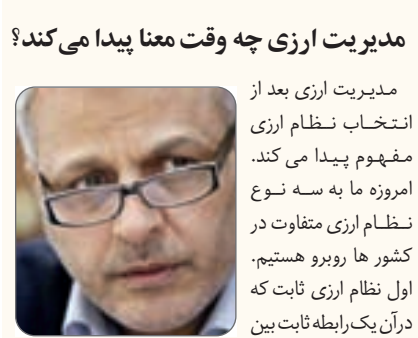 مدیریت ارزی چه وقت معنا پیدا می‌کند؟
مدیریت ارزی بعد از
انتخاب نظام ارزی
مفهوم پیدا می کند.
امروزه ما به سه نوع
نظام ارزی متفاوت در
کشور ها روبرو هستیم.
اول نظام ارزی ثابت که
درآن یک رابطه ثابت بین